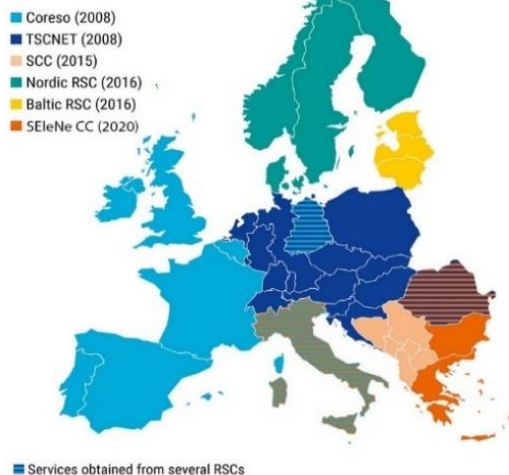 Coreso (2008)
TSCNET (2008)
SCC (2015)
Nordic RSC (2016)
Baltic RSC (2016)
SEleNe CC (2020)
Services obtained from several RSCs